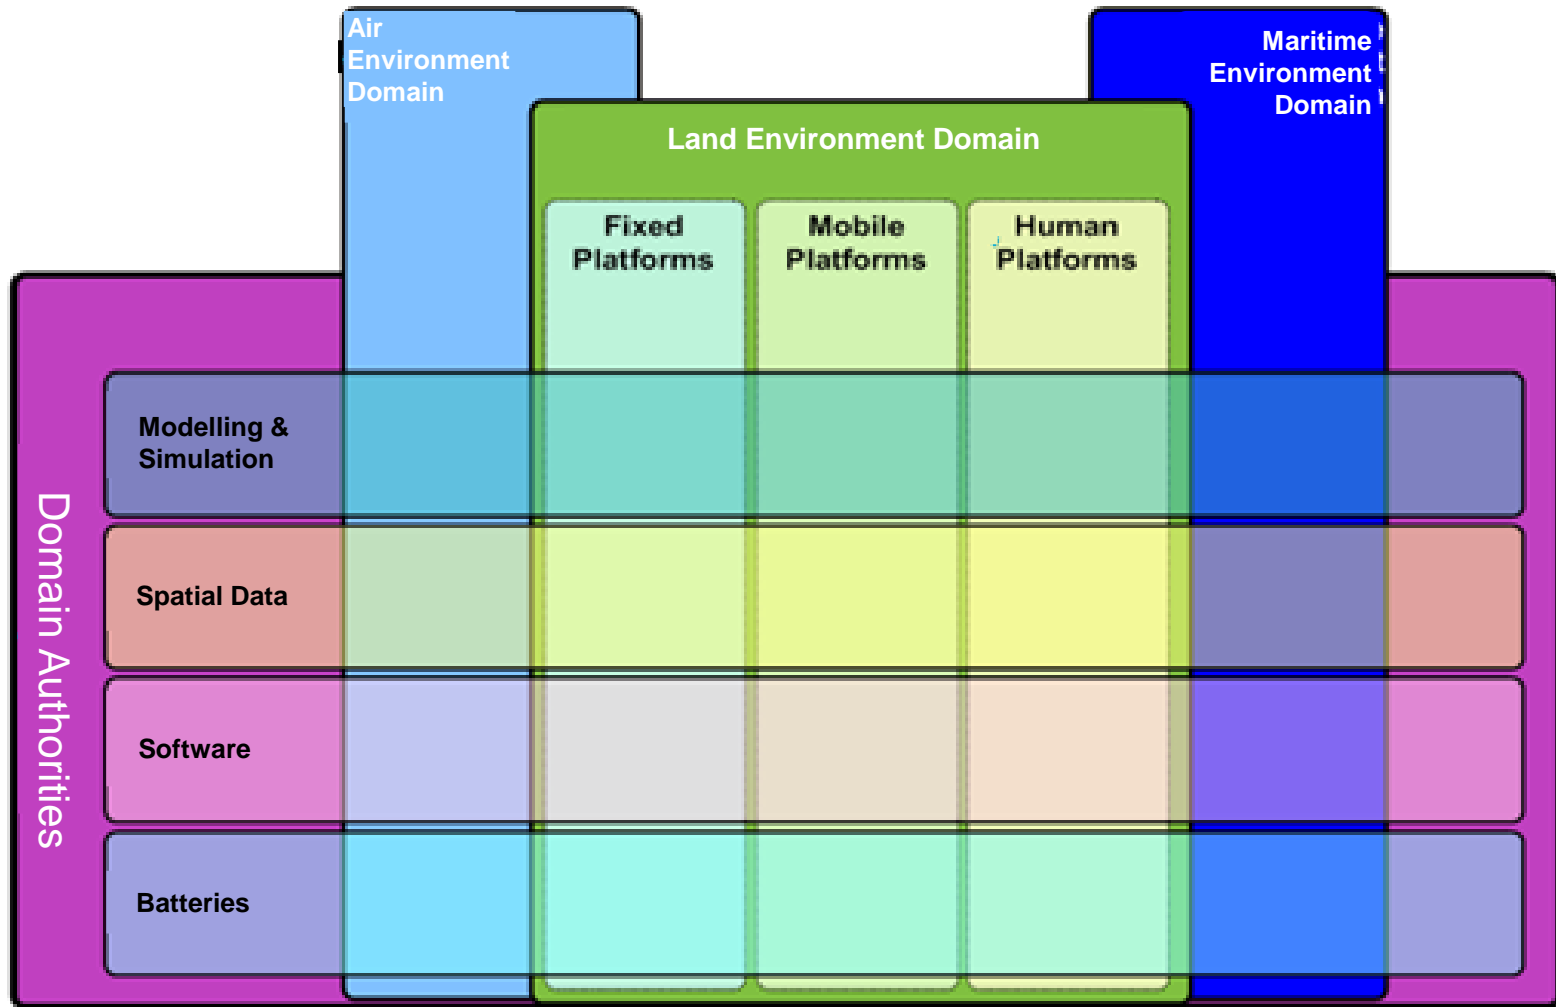 Air
Environment
Domain
Maritime
Environment
Domain
Land Environment Domain
Fixed
Platforms
Mobile
Platforms
Human
Platforms
Domain Authorities
Modelling &
Simulation
Spatial Data
Software
Batteries